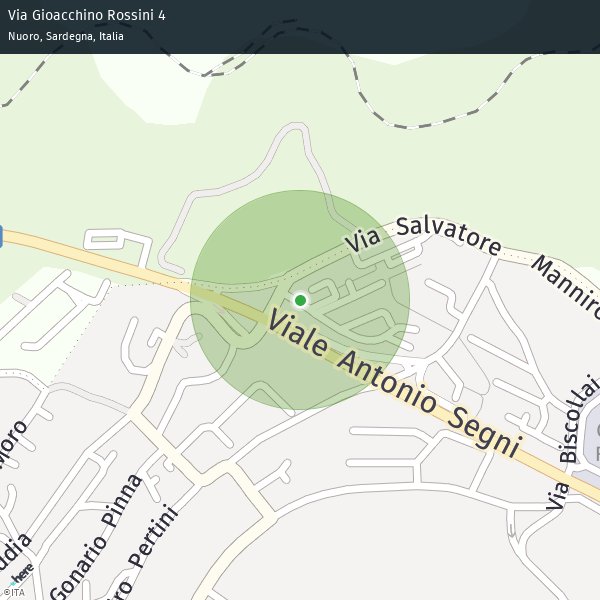 Via Gioacchino Rossini 4
Nuoro, Sardegna, Italia
Via Salvatore Manniro
Viale Antonio Segni
Via Biscollai
Moro
Gonario Pinna
Pertini
here
©ITA